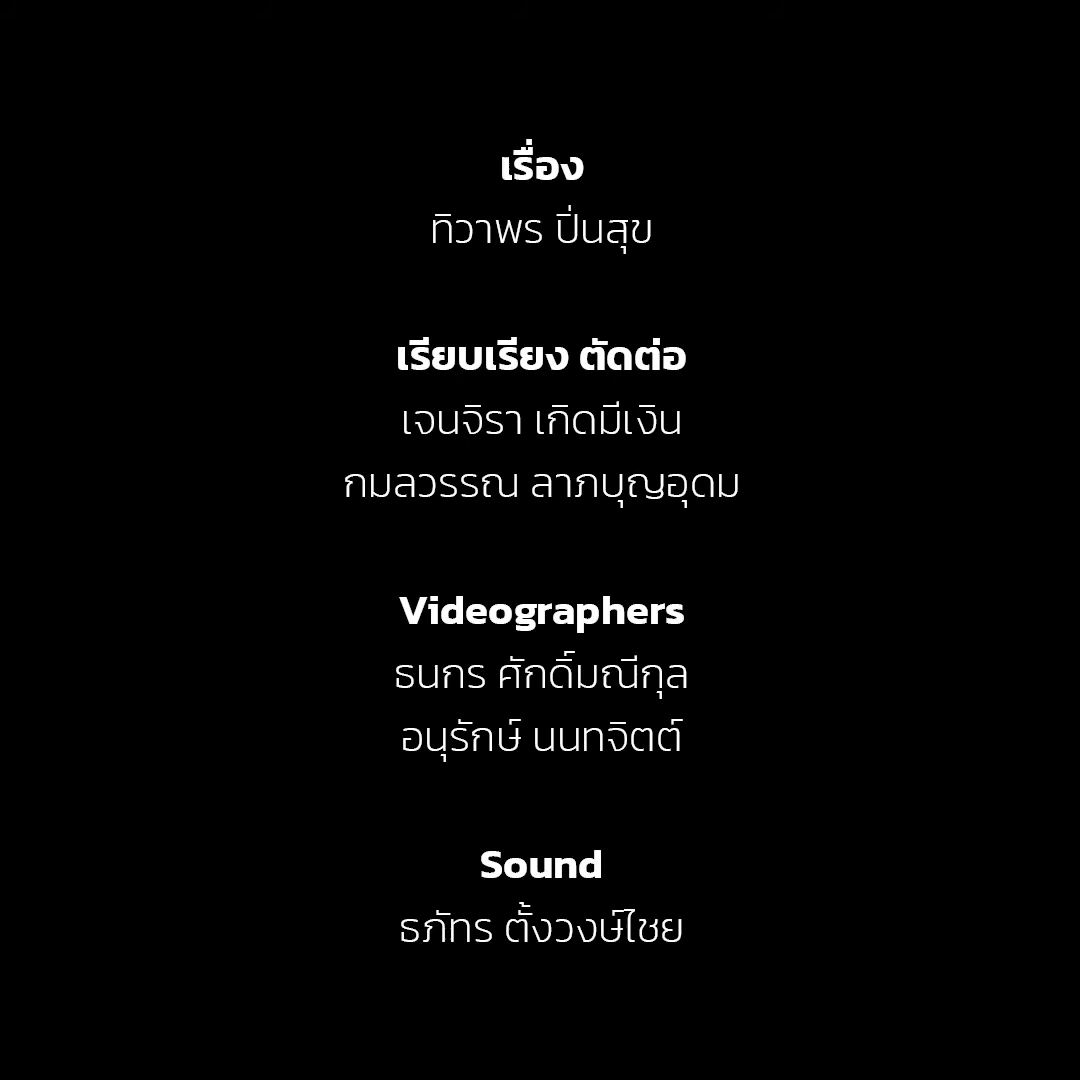 เรื่อง
ทิวาพร ปิ่นสุข
เรียบเรียง ตัดต่อ
เจนจิรา เกิดมีเงิน
กมลวรรณ ลาภบุญอุดม
Videographers
ธนกร ศักดิ์มณีกุล
อนุรักษ์ นนทจิตต์
Sound
ธภัทร ตั้งวงษ์ไชย